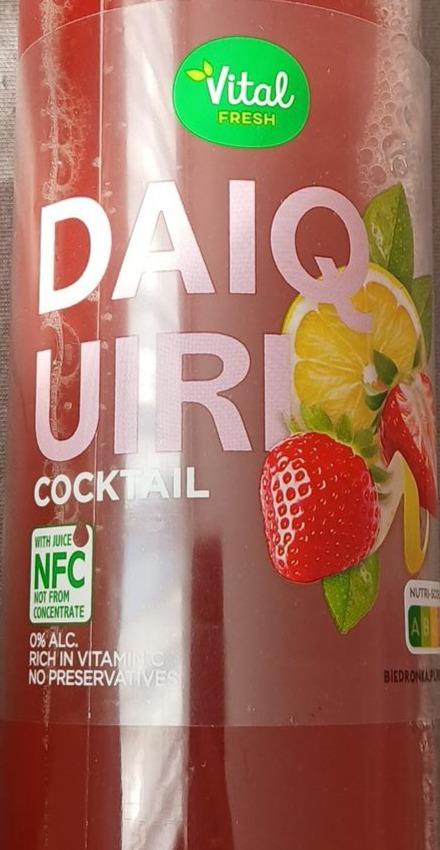 Vital
FRESH
DAIQ
UIRI
COCKTAIL
WITH JUICE
NFC
NOT FROM
CONCENTRATE
0% ALC.
RICH IN VITAMIN C
NO PRESERVATIVES
A B